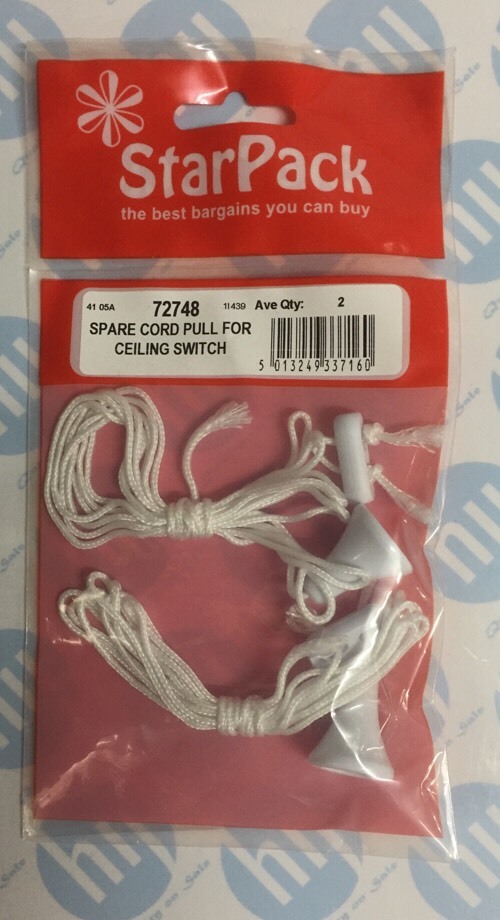 StarPack
the best bargains you can buy
41 05A 72748 1I439 Ave Qty: 2
SPARE CORD PULL FOR
CEILING SWITCH
5 013249 337160